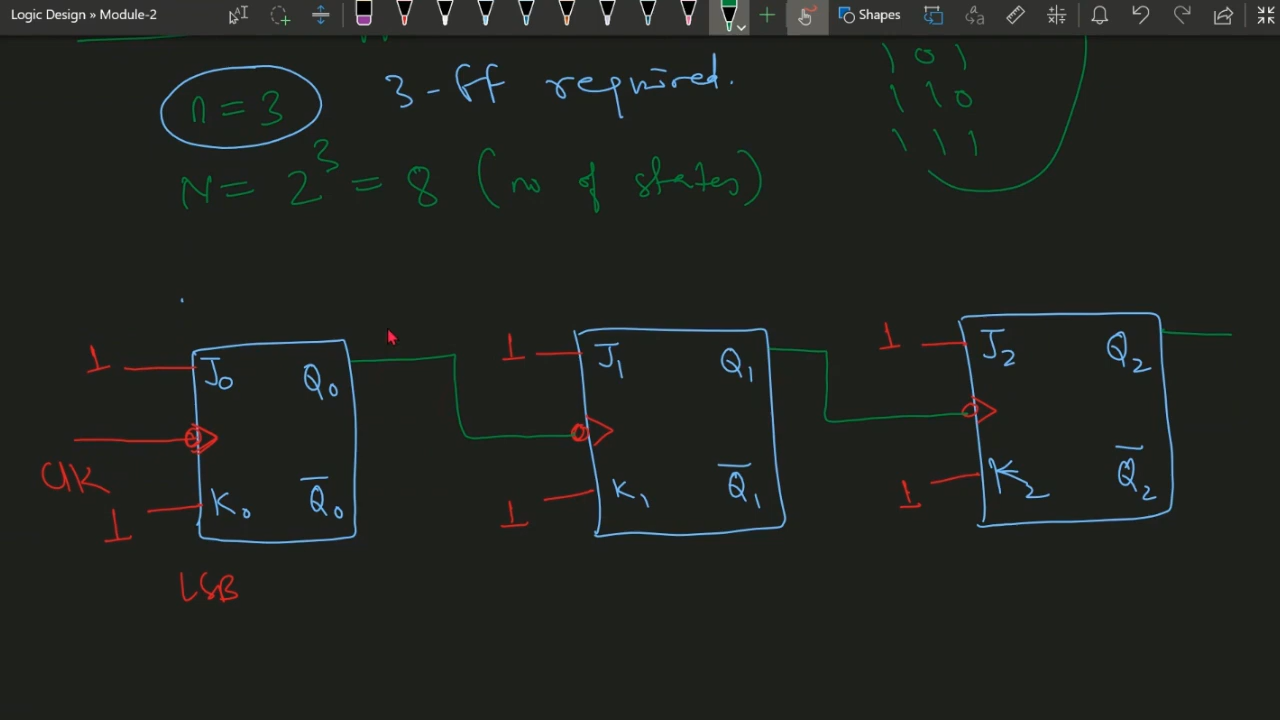 Logic Design » Module-2
Shapes
n = 3
3-ff required.
N = 2³ = 8 (no of states)
1 0 1
1 1 0
1 1 1
1
J₀ Q₀
CLK
1
K₀ Q̅₀
LSB
1
J₁ Q₁
1
K₁ Q̅₁
1
J₂ Q₂
1
K₂ Q̅₂